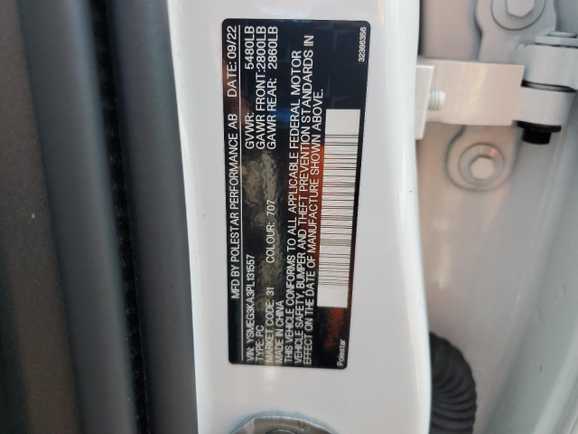 MFD BY POLESTAR PERFORMANCE AB DATE: 09/22
GVWR: 5480LB
GAWR FRONT: 2800LB
GAWR REAR: 2860LB
VIN: YSMEG3KA3PL131557
TYPE: PC
MARKET CODE: 31 COLOUR: 707
MADE IN CHINA
THIS VEHICLE CONFORMS TO ALL APPLICABLE FEDERAL MOTOR
VEHICLE SAFETY, BUMPER AND THEFT PREVENTION STANDARDS IN
EFFECT ON THE DATE OF MANUFACTURE SHOWN ABOVE.
Polestar
32366356